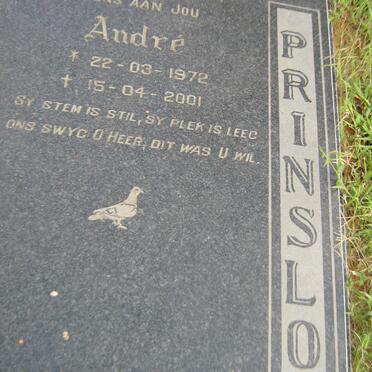 ONS AAN JOU
André
* 22-03-1972
† 15-04-2001
SY STEM IS STIL, SY PLEK IS LEEG
ONS SWYG O HEER, DIT WAS U WIL.
PRINSLO